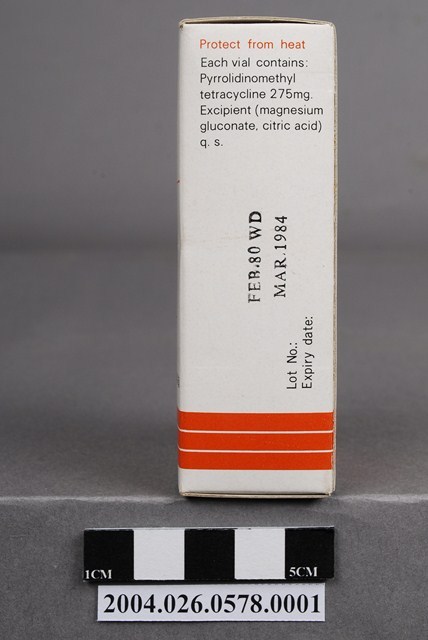 Protect from heat
Each vial contains:
Pyrrolidinomethyl
tetracycline 275mg.
Excipient (magnesium
gluconate, citric acid)
q. s.
Lot No.: FEB.80 WD
Expiry date: MAR.1984
1CM 5CM
2004.026.0578.0001